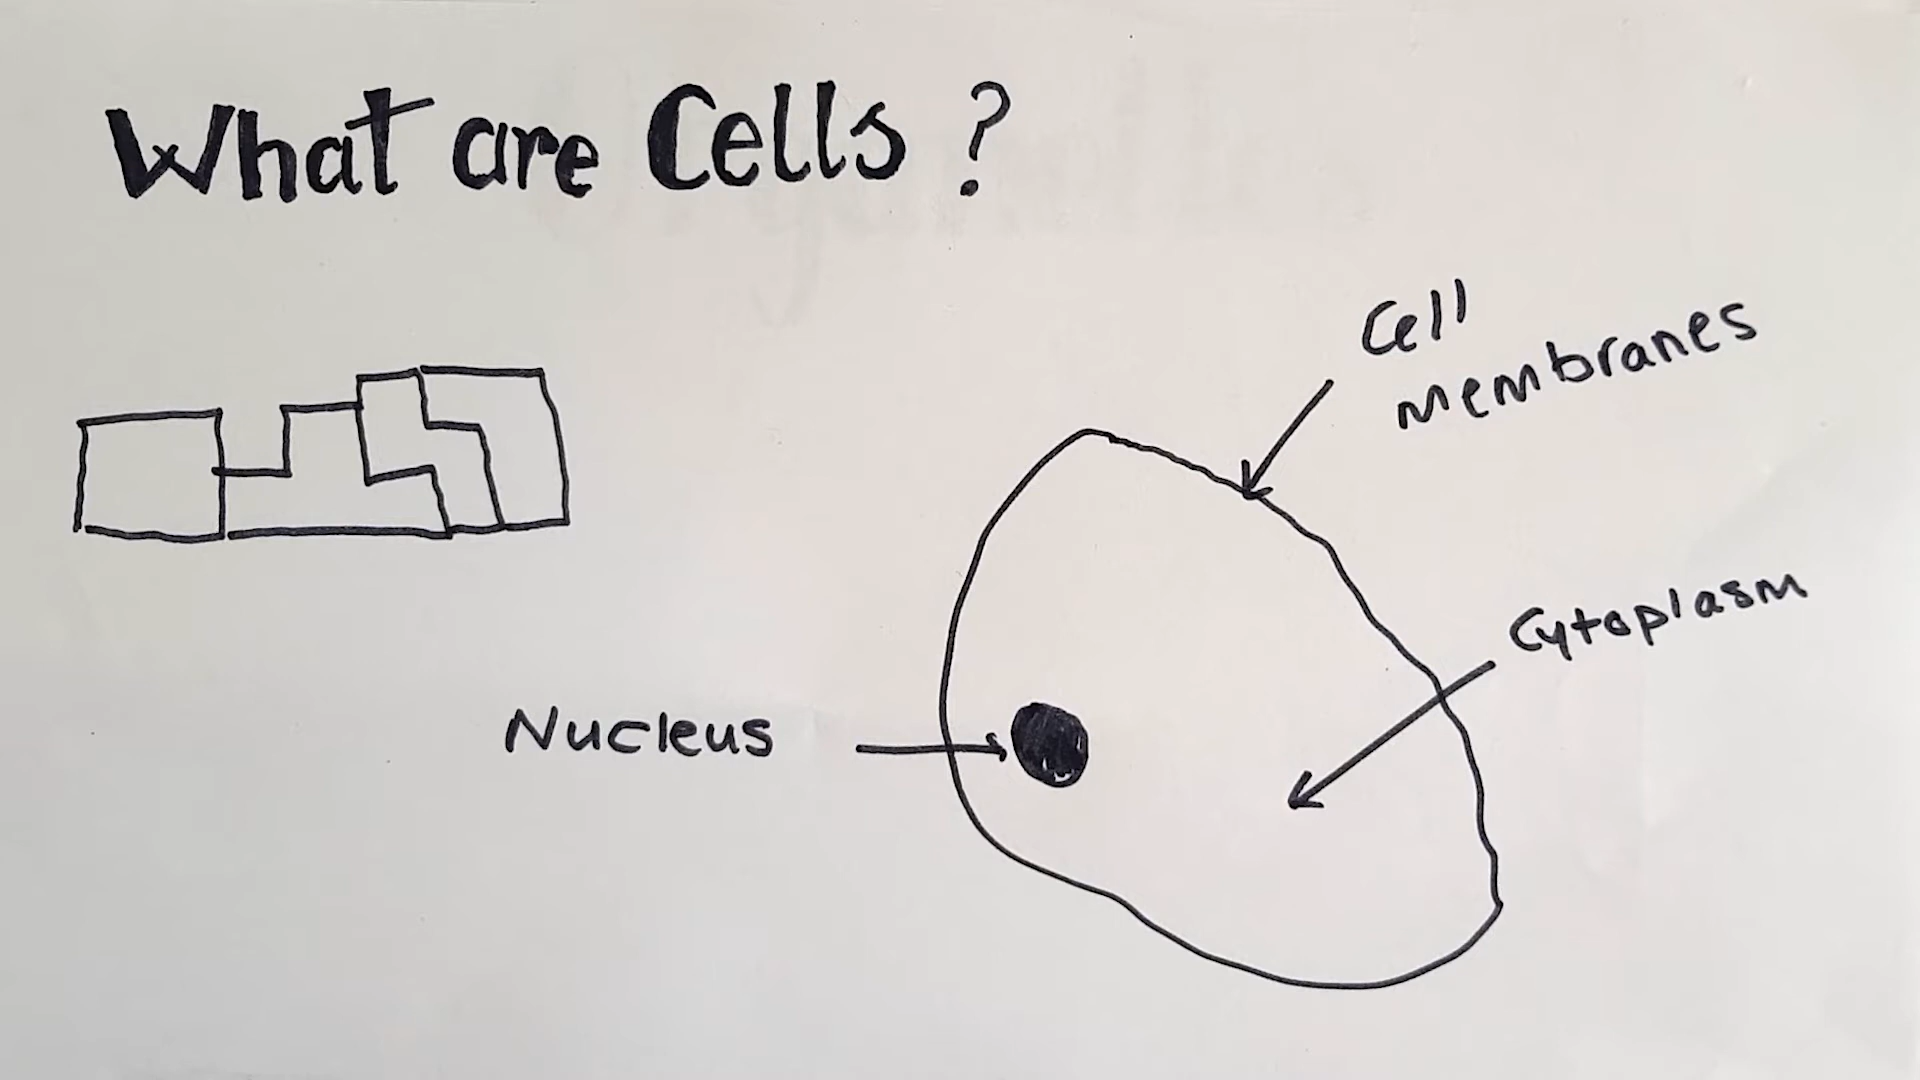 What are Cells ?
Cell
membranes
Cytoplasm
Nucleus